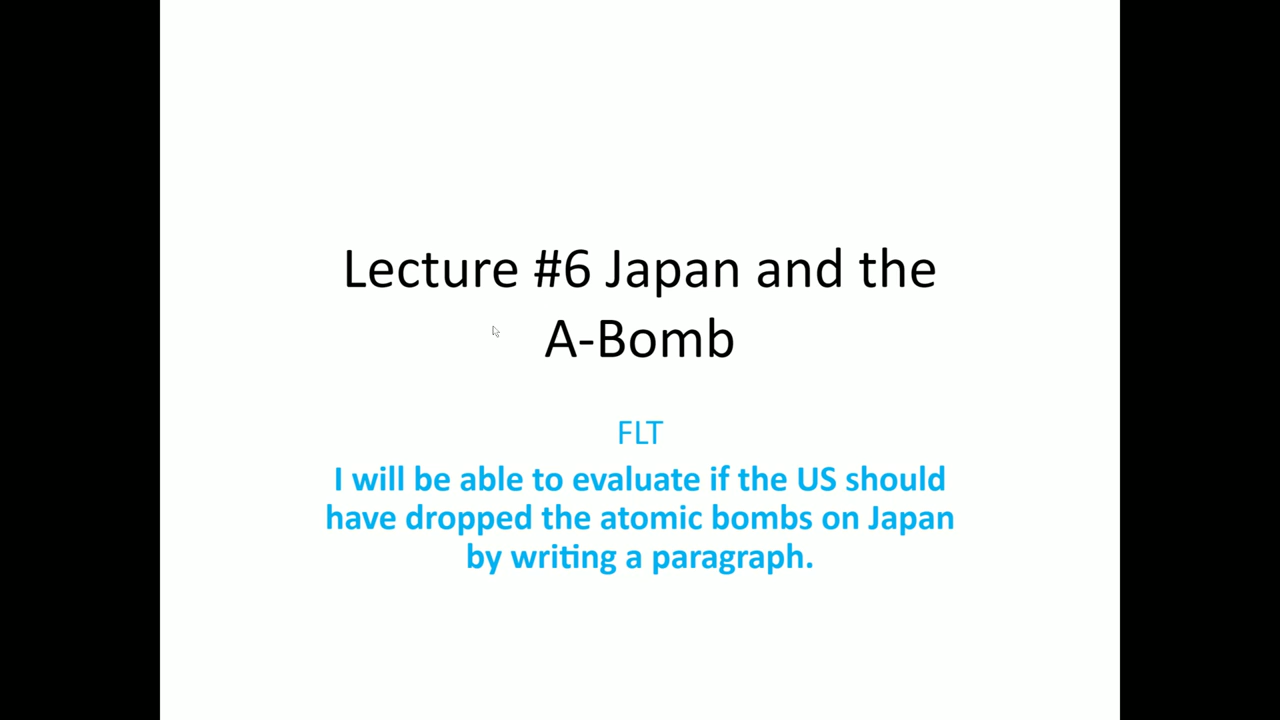 Lecture #6 Japan and the
A-Bomb
FLT
I will be able to evaluate if the US should
have dropped the atomic bombs on Japan
by writing a paragraph.